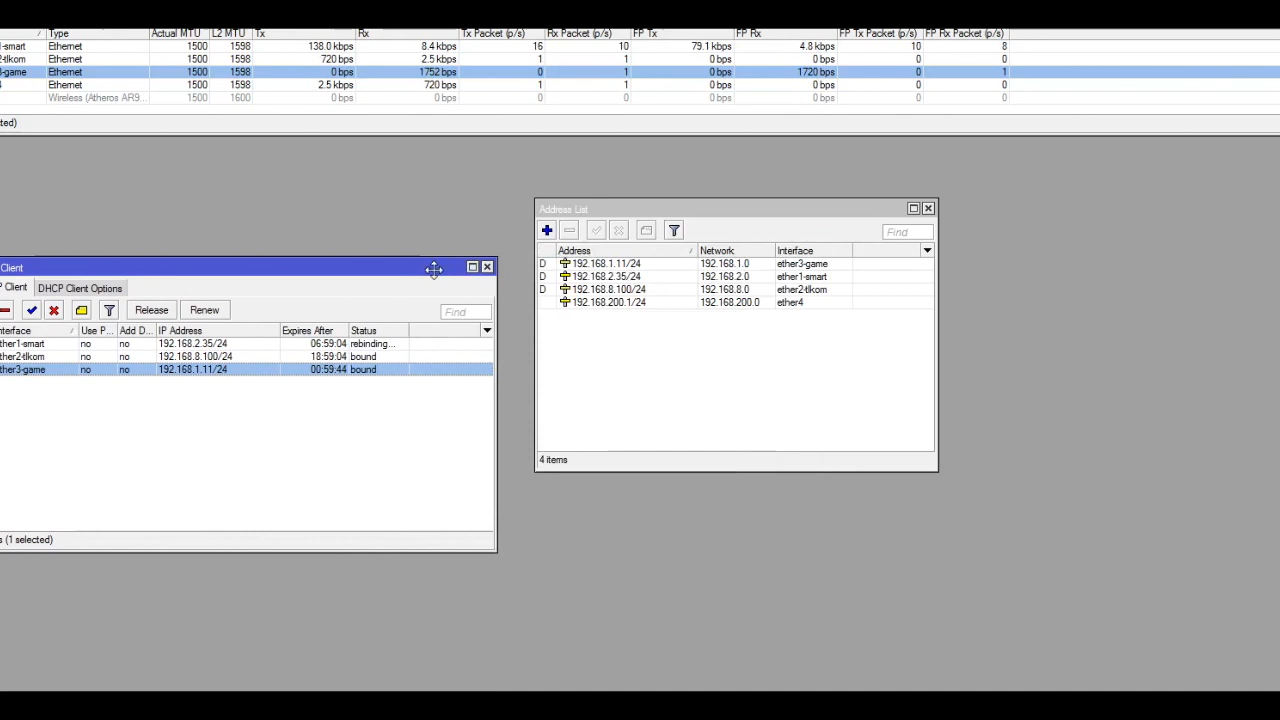 Type Actual MTU L2 MTU Tx Rx Tx Packet (p/s) Rx Packet (p/s) FP Tx FP Rx FP Tx Packet (p/s) FP Rx Packet (p/s)
1-smart Ethernet 1500 1598 138.0 kbps 8.4 kbps 16 10 79.1 kbps 4.8 kbps 10 8
2-tlkom Ethernet 1500 1598 720 bps 2.5 kbps 1 1 0 bps 0 bps 0 0
3-game Ethernet 1500 1598 0 bps 1752 bps 0 1 0 bps 1720 bps 0 1
4 Ethernet 1500 1598 2.5 kbps 720 bps 1 1 0 bps 0 bps 0 0
Wireless (Atheros AR9... 1500 1600 0 bps 0 bps 0 0 0 bps 0 bps 0 0
ted)
Client
P Client DHCP Client Options
Release Renew Find
nterface Use P... Add D... IP Address Expires After Status
ther1-smart no no 192.168.2.35/24 06:59:04 rebinding...
ther2-tlkom no no 192.168.8.100/24 18:59:04 bound
ther3-game no no 192.168.1.11/24 00:59:44 bound
s (1 selected)
Address List
Find
Address Network Interface
D 192.168.1.11/24 192.168.1.0 ether3-game
D 192.168.2.35/24 192.168.2.0 ether1-smart
D 192.168.8.100/24 192.168.8.0 ether2-tlkom
192.168.200.1/24 192.168.200.0 ether4
4 items